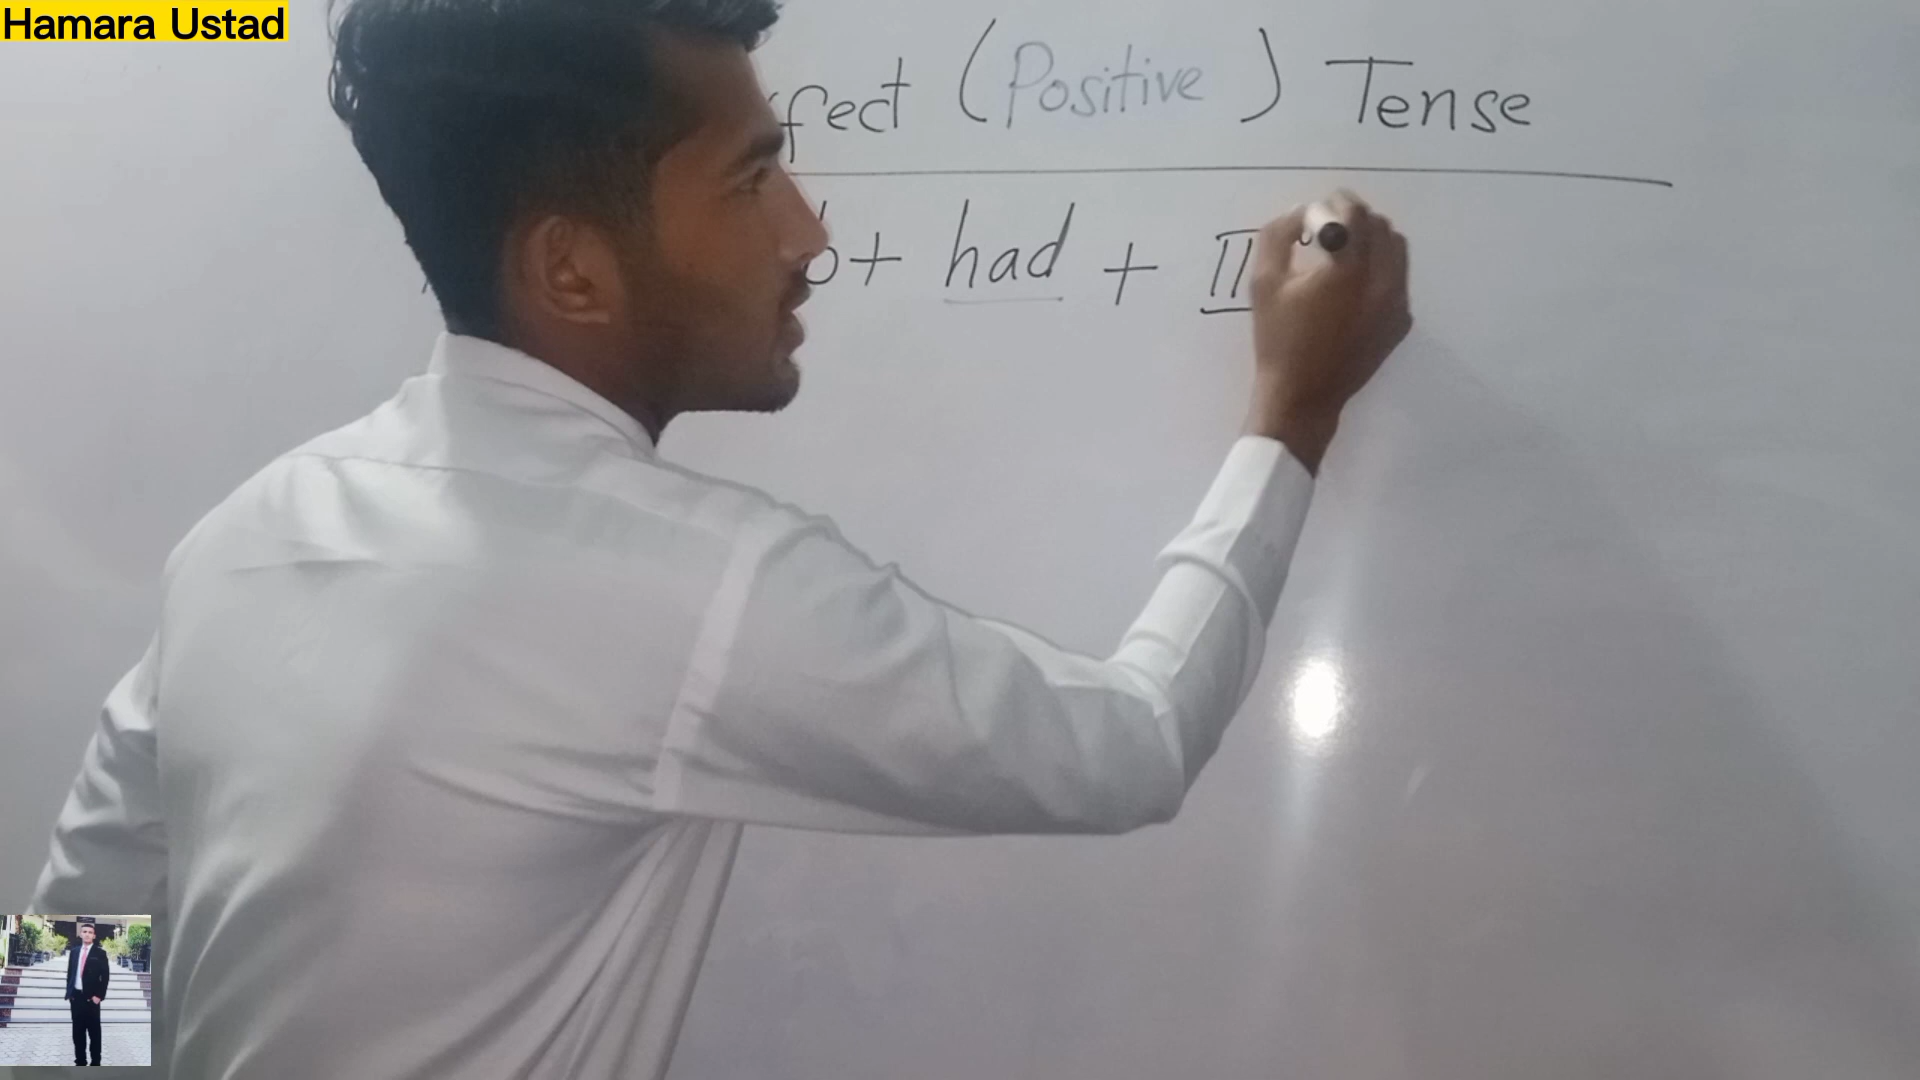 Hamara Ustad
fect (Positive) Tense
+ had + II